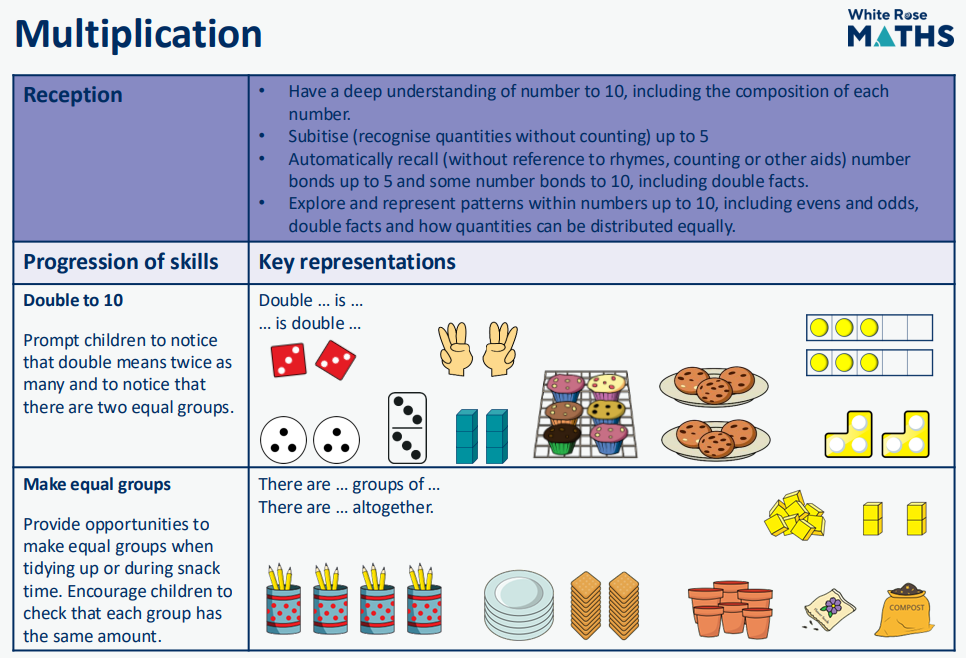 Multiplication
White Rose
MATHS
Reception
• Have a deep understanding of number to 10, including the composition of each
number.
• Subitise (recognise quantities without counting) up to 5
• Automatically recall (without reference to rhymes, counting or other aids) number
bonds up to 5 and some number bonds to 10, including double facts.
• Explore and represent patterns within numbers up to 10, including evens and odds,
double facts and how quantities can be distributed equally.
Progression of skills
Key representations
Double to 10
Prompt children to notice
that double means twice as
many and to notice that
there are two equal groups.
Double ... is ...
... is double ...
Make equal groups
Provide opportunities to
make equal groups when
tidying up or during snack
time. Encourage children to
check that each group has
the same amount.
There are ... groups of ...
There are ... altogether.
COMPOST